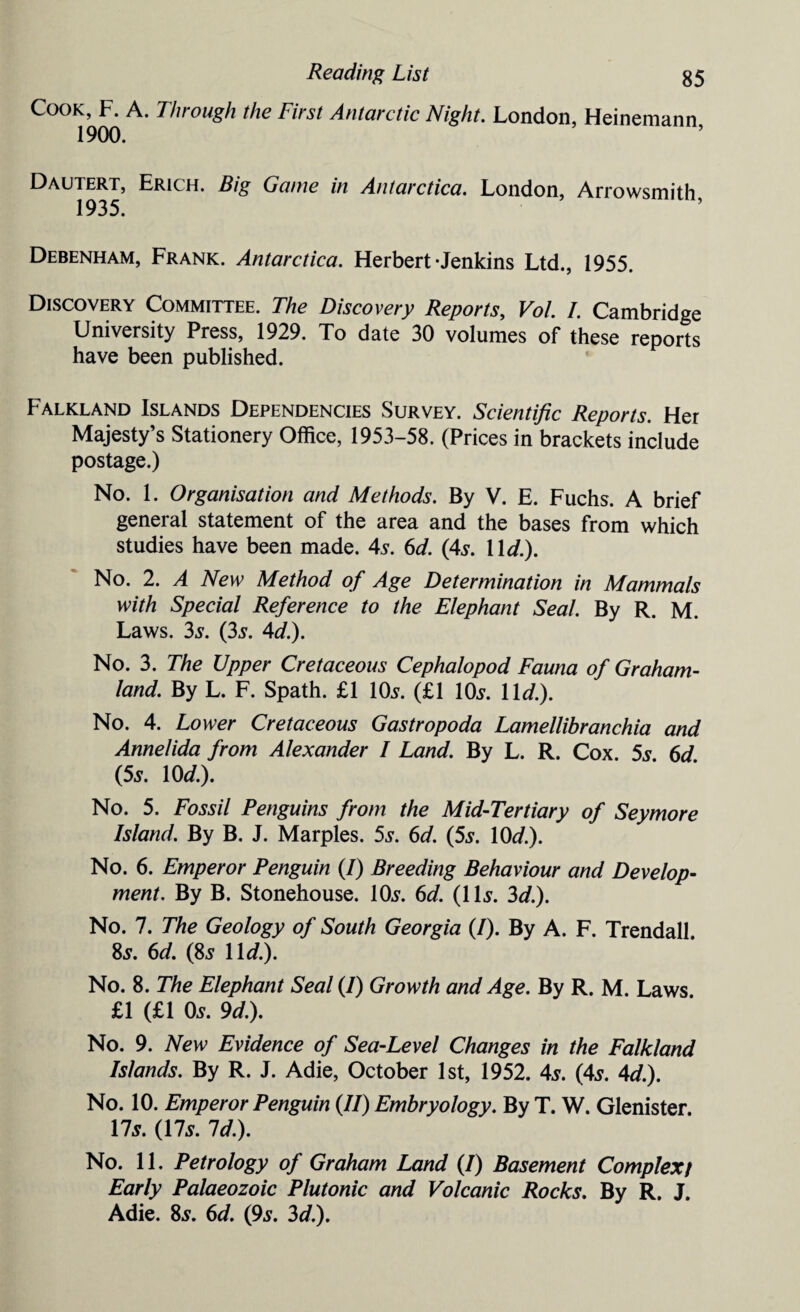 Reading List 85
COOK, F. A. Through the First Antarctic Night. London, Heinemann,
1900.
DAUTERT, ERICH. Big Game in Antarctica. London, Arrowsmith,
1935.
DEBENHAM, FRANK. Antarctica. Herbert·Jenkins Ltd., 1955.
DISCOVERY COMMITTEE. The Discovery Reports, Vol. I. Cambridge
University Press, 1929. To date 30 volumes of these reports
have been published.
FALKLAND ISLANDS DEPENDENCIES SURVEY. Scientific Reports. Her
Majesty's Stationery Office, 1953–58. (Prices in brackets include
postage.)
No. 1. Organisation and Methods. By V. E. Fuchs. A brief
general statement of the area and the bases from which
studies have been made. 4s. 6d. (4s. 11d.).
No. 2. A New Method of Age Determination in Mammals
with Special Reference to the Elephant Seal. By R. M.
Laws. 3s. (3s. 4d.).
No. 3. The Upper Cretaceous Cephalopod Fauna of Graham-
land. By L. F. Spath. £1 10s. (£1 10s. 11d.).
No. 4. Lower Cretaceous Gastropoda Lamellibranchia and
Annelida from Alexander I Land. By L. R. Cox. 5s. 6d.
(5s. 10d.).
No. 5. Fossil Penguins from the Mid-Tertiary of Seymore
Island. By B. J. Marples. 5s. 6d. (5s. 10d.).
No. 6. Emperor Penguin (I) Breeding Behaviour and Develop-
ment. By B. Stonehouse. 10s. 6d. (11s. 3d.).
No. 7. The Geology of South Georgia (I). By A. F. Trendall.
8s. 6d. (8s 11d.).
No. 8. The Elephant Seal (I) Growth and Age. By R. M. Laws.
£1 (£1 0s. 9d.).
No. 9. New Evidence of Sea-Level Changes in the Falkland
Islands. By R. J. Adie, October 1st, 1952. 4s. (4s. 4d.).
No. 10. Emperor Penguin (II) Embryology. By T. W. Glenister.
17s. (17s. 7d.).
No. 11. Petrology of Graham Land (I) Basement Complex;
Early Palaeozoic Plutonic and Volcanic Rocks. By R. J.
Adie. 8s. 6d. (9s. 3d.).